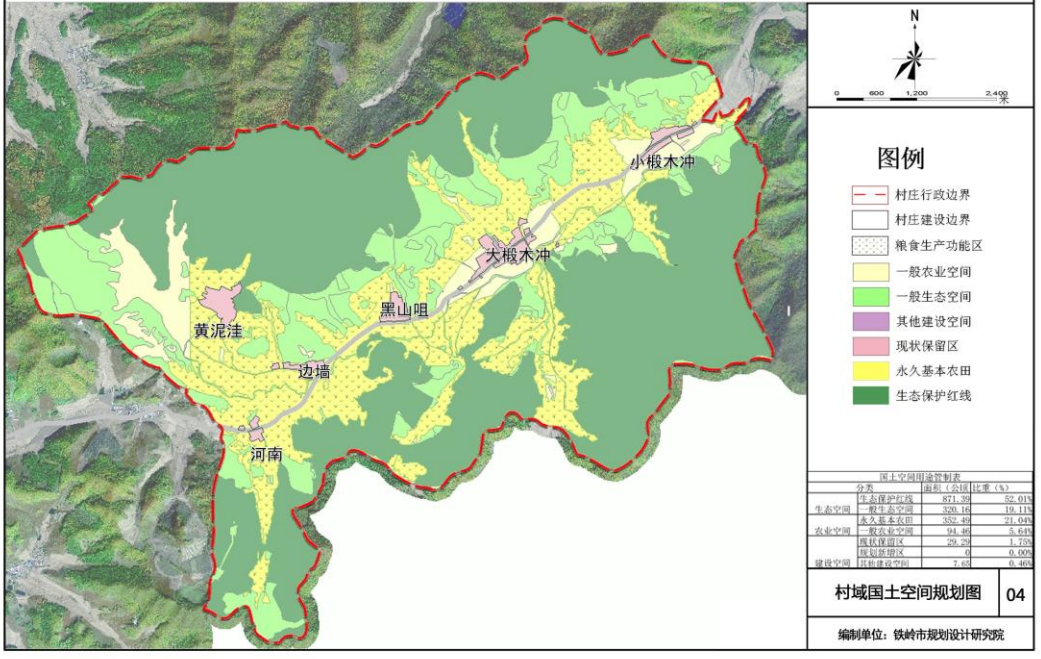 N
0 600 1,200 2,400
米
图例
村庄行政边界
村庄建设边界
粮食生产功能区
一般农业空间
一般生态空间
其他建设空间
现状保留区
永久基本农田
生态保护红线
小椴木冲
大椴木冲
黑山咀
黄泥洼
边墙
河南
国土空间用途管制表
分类 面积（公顷） 比重（%）
生态空间 生态保护红线 871.39 52.01%
一般生态空间 320.16 19.11%
农业空间 永久基本农田 352.49 21.04%
一般农业空间 94.46 5.64%
建设空间 现状保留区 29.29 1.75%
规划新增区 0 0.00%
其他建设空间 7.65 0.46%
村域国土空间规划图 04
编制单位：铁岭市规划设计研究院